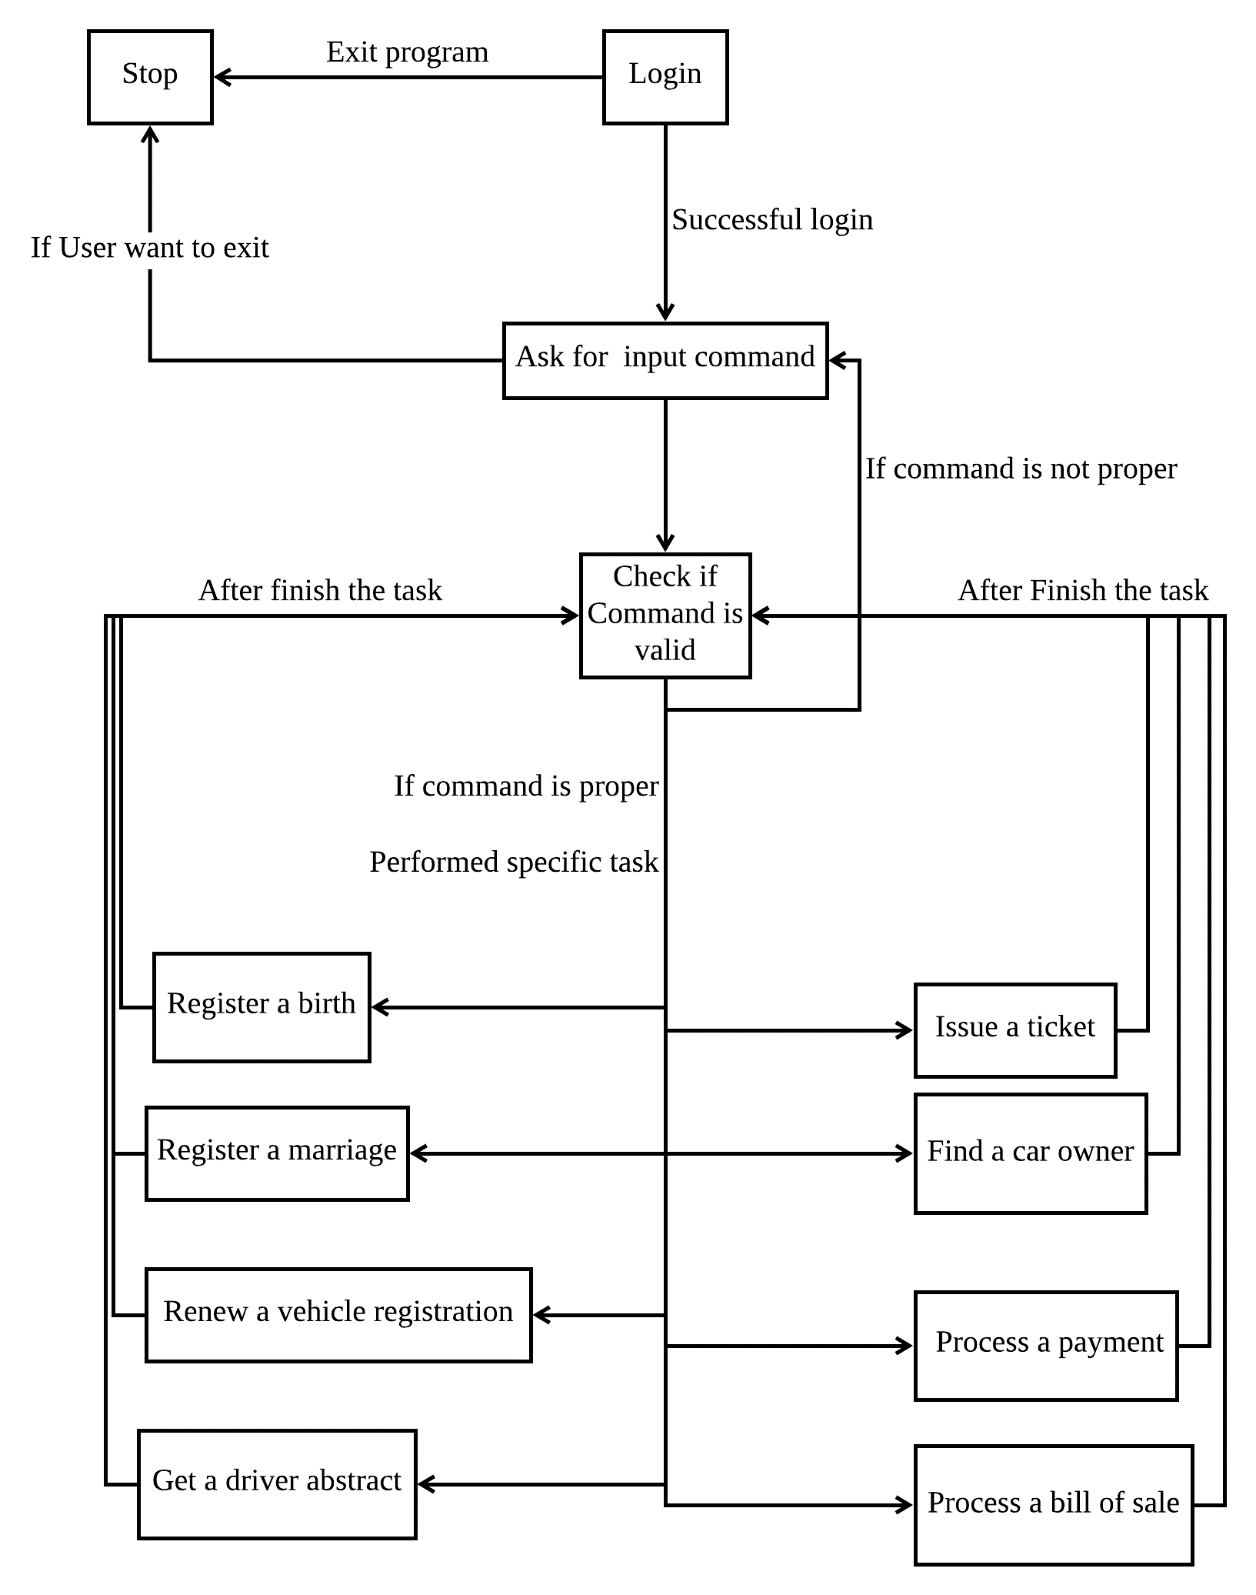 Stop
Exit program
Login
Successful login
If User want to exit
Ask for  input command
If command is not proper
After finish the task
Check if
Command is
valid
After Finish the task
If command is proper
Performed specific task
Register a birth
Issue a ticket
Register a marriage
Find a car owner
Renew a vehicle registration
Process a payment
Get a driver abstract
Process a bill of sale